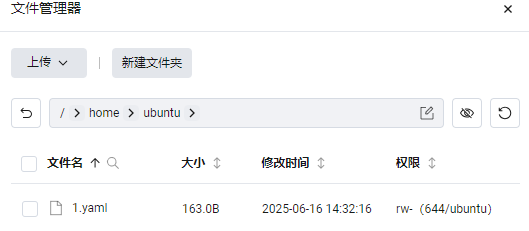 文件管理器
上传 新建文件夹
/ home ubuntu
文件名 大小 修改时间 权限
1.yaml 163.0B 2025-06-16 14:32:16 rw-（644/ubuntu）